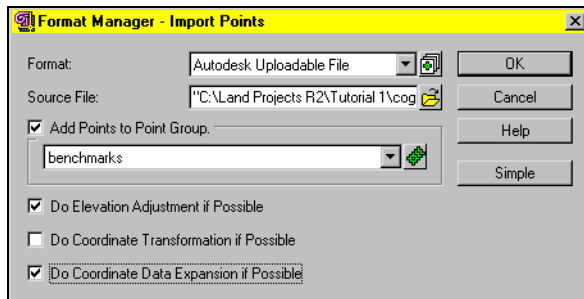 Format Manager - Import Points
Format: Autodesk Uploadable File OK
Source File: "C:\Land Projects R2\Tutorial 1\cog Cancel
Add Points to Point Group. Help
benchmarks
Simple
Do Elevation Adjustment if Possible
Do Coordinate Transformation if Possible
Do Coordinate Data Expansion if Possible